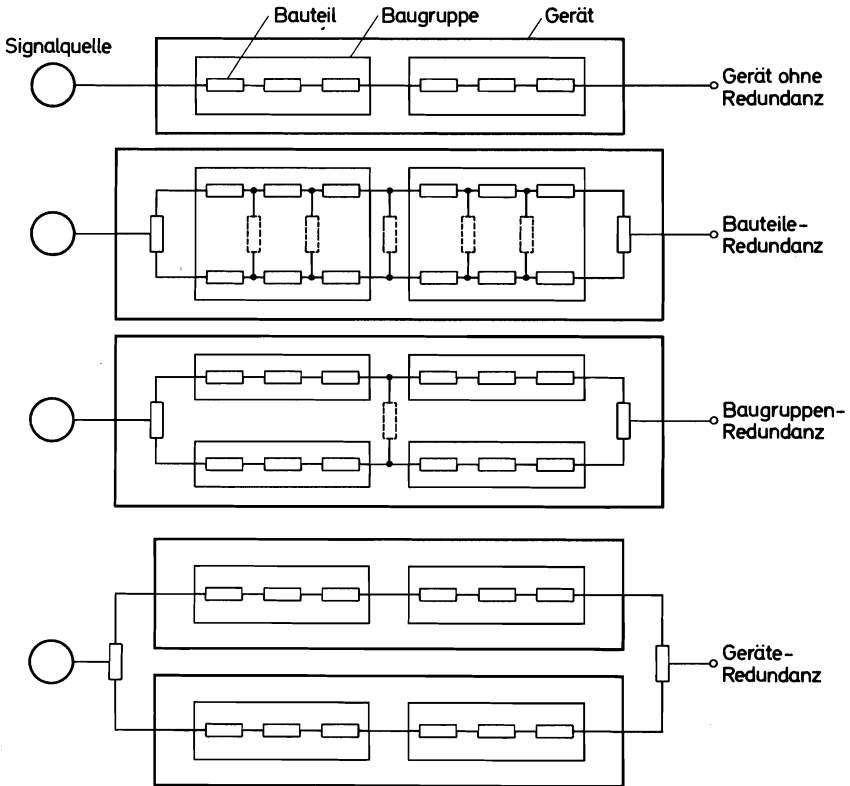 Bauteil
Baugruppe
Gerät
Signalquelle
Gerät ohne
Redundanz
Bauteile-
Redundanz
Baugruppen-
Redundanz
Geräte-
Redundanz